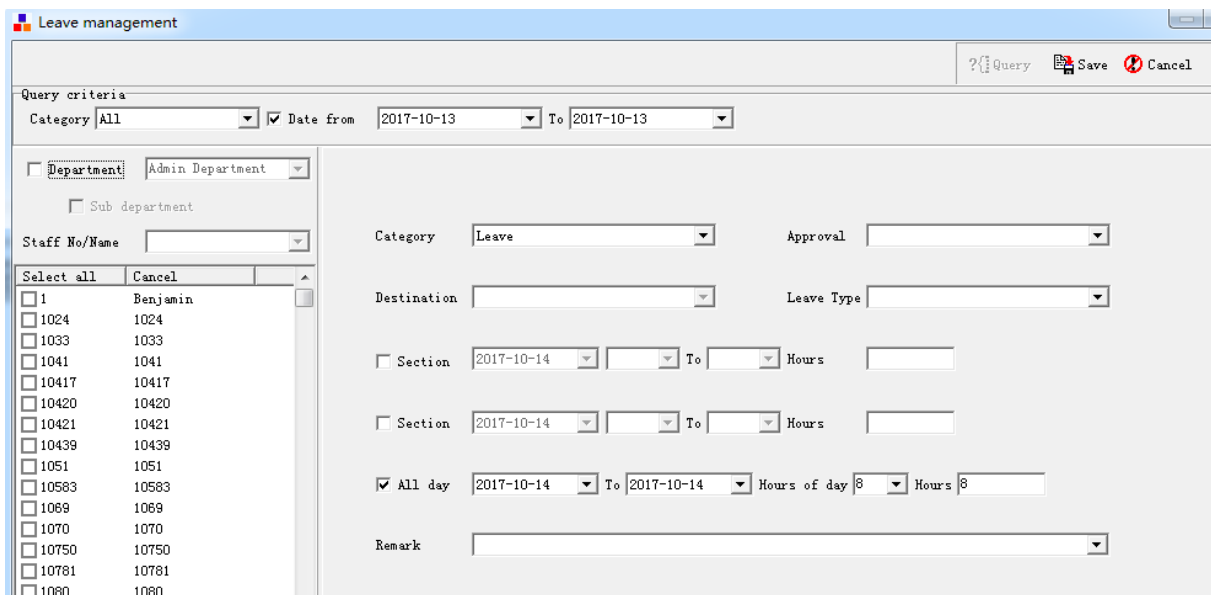 Leave management
Query Save Cancel
Query criteria
Category All Date from 2017-10-13 To 2017-10-13
Department Admin Department
Sub department
Staff No/Name
Select all Cancel
1 Benjamin
1024 1024
1033 1033
1041 1041
10417 10417
10420 10420
10421 10421
10439 10439
1051 1051
10583 10583
1069 1069
1070 1070
10750 10750
10781 10781
1080 1080
Category Leave Approval
Destination Leave Type
Section 2017-10-14 To Hours
Section 2017-10-14 To Hours
All day 2017-10-14 To 2017-10-14 Hours of day 8 Hours 8
Remark